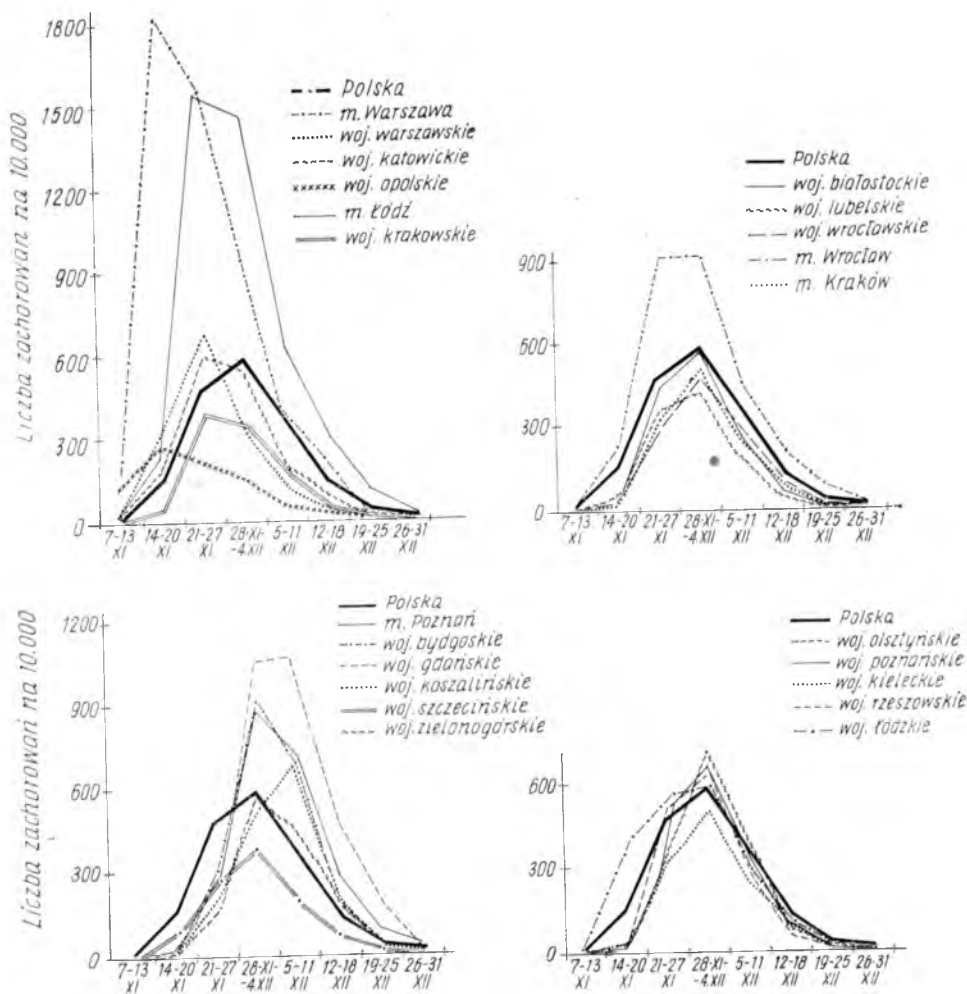 Liczba zachorowań na 10.000
1800
1500
1200
900
600
300
0
Polska
m. Warszawa
woj. warszawskie
woj. katowickie
woj. opolskie
m. Łódź
woj. krakowskie
7-13 14-20 21-27 28-XI- 5-11 12-18 19-25 26-31
XI XI XI -4.XII XII XII XII XII
Polska
woj. białostockie
woj. lubelskie
woj. wrocławskie
m. Wrocław
m. Kraków
900
600
300
0
7-13 14-20 21-27 28-XI- 5-11 12-18 19-25 26-31
XI XI XI -4.XII XII XII XII XII
Liczba zachorowań na 10.000
1200
900
600
300
0
Polska
m. Poznań
woj. bydgoskie
woj. gdańskie
woj. koszalińskie
woj. szczecińskie
woj. zielonogórskie
7-13 14-20 21-27 28-XI- 5-11 12-18 19-25 26-31
XI XI XI -4.XII XII XII XII XII
Polska
woj. olsztyńskie
woj. poznańskie
woj. kieleckie
woj. rzeszowskie
woj. łódzkie
600
300
0
7-13 14-20 21-27 28-XI- 5-11 12-18 19-25 26-31
XI XI XI -4.XII XII XII XII XII